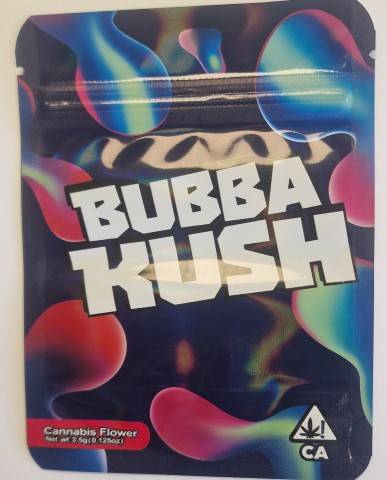 BUBBA
KUSH
Cannabis Flower
Net wt 3.5g(0.125oz)
!
CA